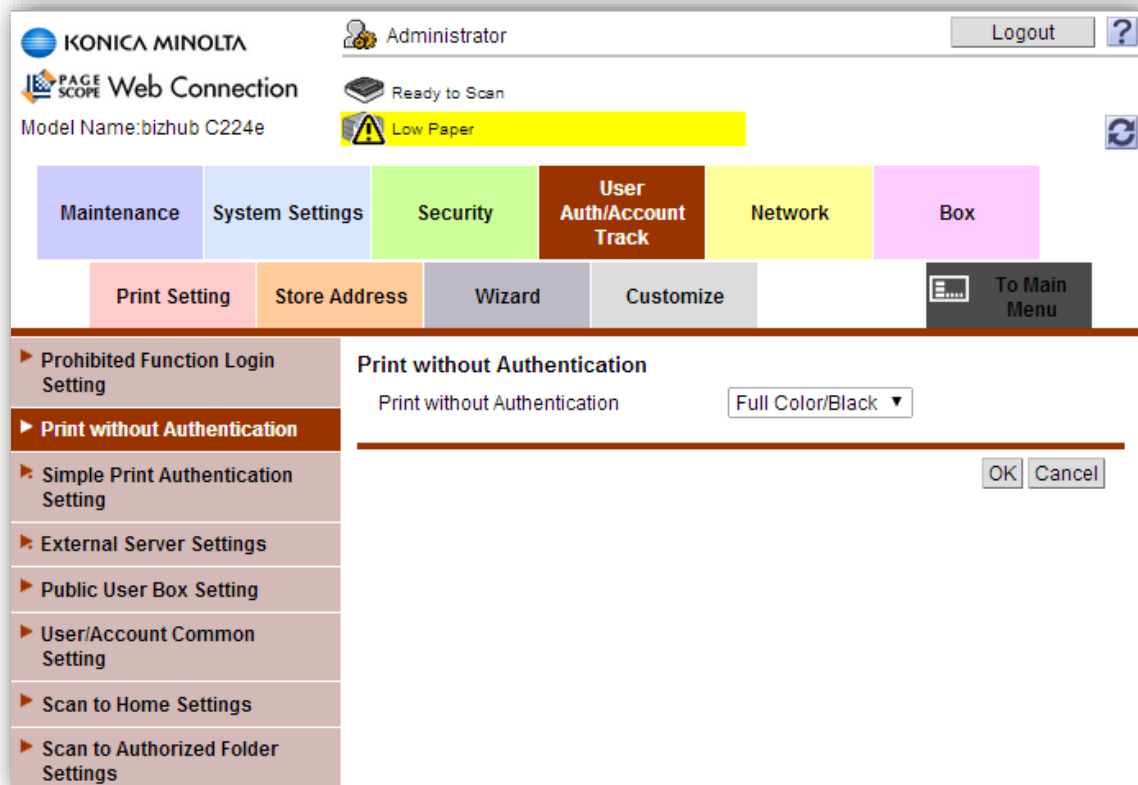 KONICA MINOLTA
Administrator
Logout
?
PAGE SCOPE Web Connection
Ready to Scan
Model Name:bizhub C224e
Low Paper
Maintenance
System Settings
Security
User
Auth/Account
Track
Network
Box
Print Setting
Store Address
Wizard
Customize
To Main
Menu
Prohibited Function Login
Setting
Print without Authentication
Simple Print Authentication
Setting
External Server Settings
Public User Box Setting
User/Account Common
Setting
Scan to Home Settings
Scan to Authorized Folder
Settings
Print without Authentication
Print without Authentication
Full Color/Black
OK
Cancel